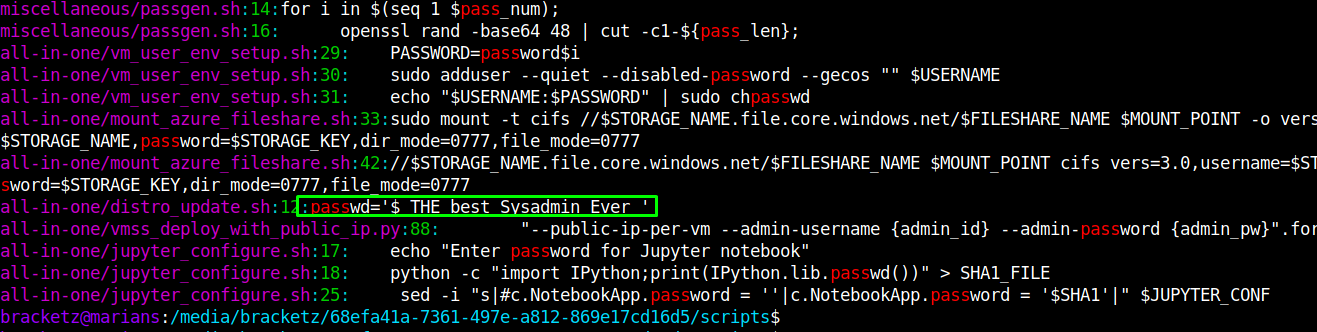 miscellaneous/passgen.sh:14:for i in $(seq 1 $pass_num);
miscellaneous/passgen.sh:16:      openssl rand -base64 48 | cut -c1-${pass_len};
all-in-one/vm_user_env_setup.sh:29:    PASSWORD=password$i
all-in-one/vm_user_env_setup.sh:30:    sudo adduser --quiet --disabled-password --gecos "" $USERNAME
all-in-one/vm_user_env_setup.sh:31:    echo "$USERNAME:$PASSWORD" | sudo chpasswd
all-in-one/mount_azure_fileshare.sh:33:sudo mount -t cifs //$STORAGE_NAME.file.core.windows.net/$FILESHARE_NAME $MOUNT_POINT -o vers
$STORAGE_NAME,password=$STORAGE_KEY,dir_mode=0777,file_mode=0777
all-in-one/mount_azure_fileshare.sh:42://$STORAGE_NAME.file.core.windows.net/$FILESHARE_NAME $MOUNT_POINT cifs vers=3.0,username=$ST
sword=$STORAGE_KEY,dir_mode=0777,file_mode=0777
all-in-one/distro_update.sh:12:passwd='$_THE_best_Sysadmin_Ever_'
all-in-one/vmss_deploy_with_public_ip.py:88:        "--public-ip-per-vm --admin-username {admin_id} --admin-password {admin_pw}".for
all-in-one/jupyter_configure.sh:17:    echo "Enter password for Jupyter notebook"
all-in-one/jupyter_configure.sh:18:    python -c "import IPython;print(IPython.lib.passwd())" > SHA1_FILE
all-in-one/jupyter_configure.sh:25:     sed -i "s|#c.NotebookApp.password = ''|c.NotebookApp.password = '$SHA1'|" $JUPYTER_CONF
bracketz@marians:/media/bracketz/68efa41a-7361-497e-a812-869e17cd16d5/scripts$